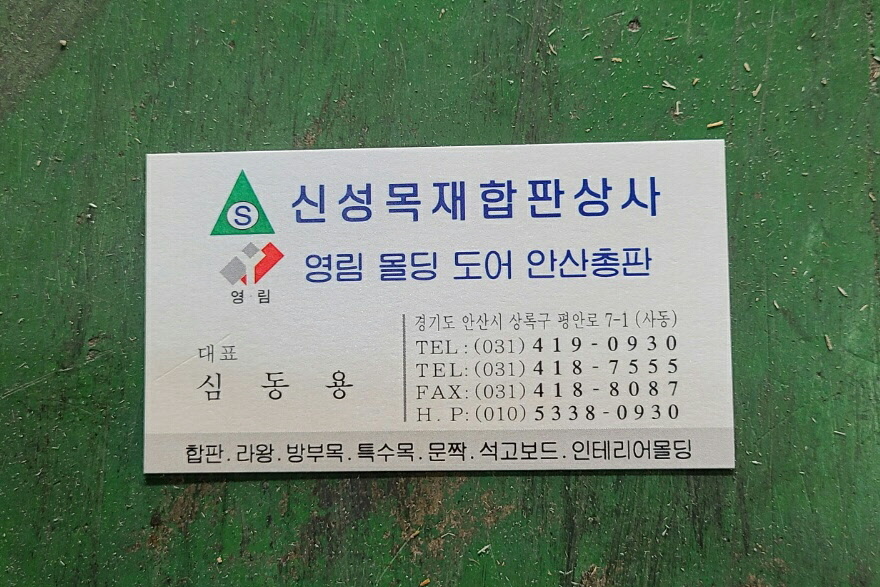 S 신성목재합판상사
영림 몰딩 도어 안산총판
영·림
경기도 안산시 상록구 평안로 7-1 (사동)
TEL:(031) 419-0930
TEL:(031) 418-7555
FAX:(031) 418-8087
H. P:(010) 5338-0930
대표
심 동 용
합판.라왕.방부목.특수목.문짝.석고보드.인테리어몰딩